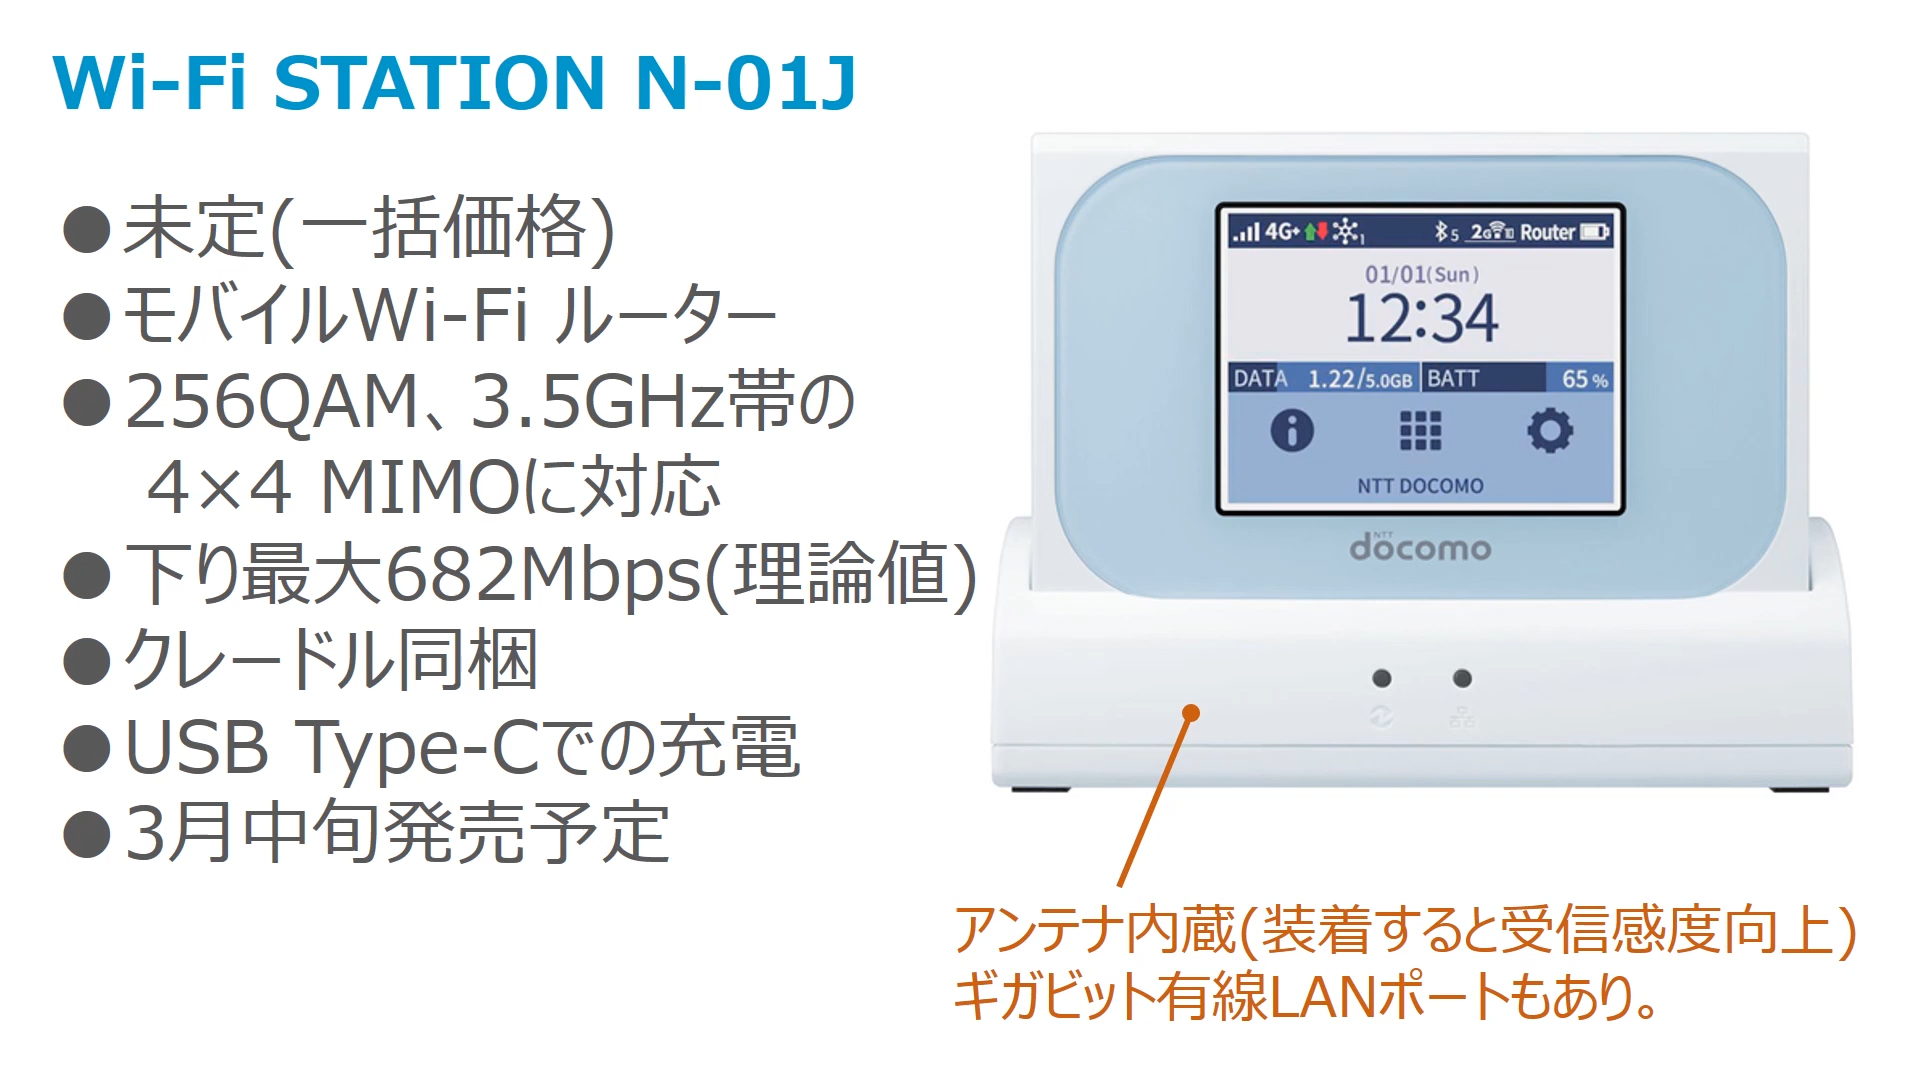 Wi-Fi STATION N-01J
●未定(一括価格)
●モバイルWi-Fi ルーター
●256QAM、3.5GHz帯の
4×4 MIMOに対応
●下り最大682Mbps(理論値)
●クレードル同梱
●USB Type-Cでの充電
●3月中旬発売予定
4G+ 1 5 2G 10 Router
01/01(Sun)
12:34
DATA 1.22/5.0GB BATT 65%
NTT DOCOMO
NTT
docomo
アンテナ内蔵(装着すると受信感度向上)
ギガビット有線LANポートもあり。